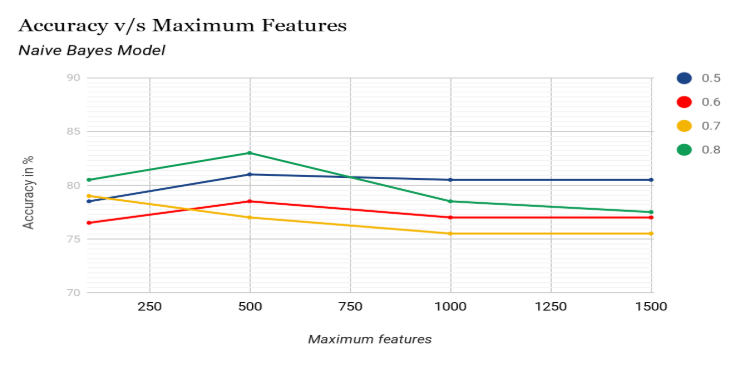 Accuracy v/s Maximum Features
Naive Bayes Model
90
85
80
75
70
Accuracy in %
250 500 750 1000 1250 1500
Maximum features
0.5
0.6
0.7
0.8